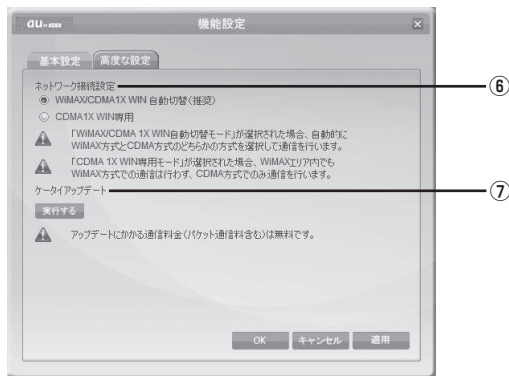 au by KDDI
機能設定
基本設定 高度な設定
ネットワーク接続設定 ⑥
WiMAX/CDMA1X WIN 自動切替(推奨)
CDMA1X WIN専用
「WiMAX/CDMA 1X WIN自動切替モード」が選択された場合、自動的に
WiMAX方式とCDMA方式のどちらかの方式を選択して通信を行います。
「CDMA 1X WIN専用モード」が選択された場合、WiMAXエリア内でも
WiMAX方式での通信は行わず、CDMA方式でのみ通信を行います。
ケータイアップデート ⑦
実行する
アップデートにかかる通信料金(パケット通信料含む)は無料です。
OK キャンセル 適用